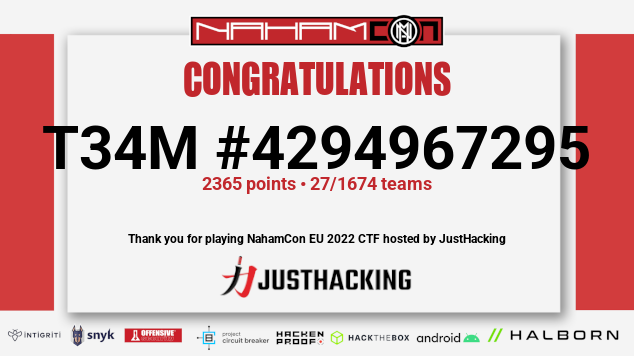 NAHAMCON
CONGRATULATIONS
T34M #4294967295
2365 points • 27/1674 teams
Thank you for playing NahamCon EU 2022 CTF hosted by JustHacking
JUSTHACKING
INTIGRITI
snyk
OFFENSIVE
project
circuit breaker
HACKEN
PROOF
HACKTHEBOX
android
HALBORN